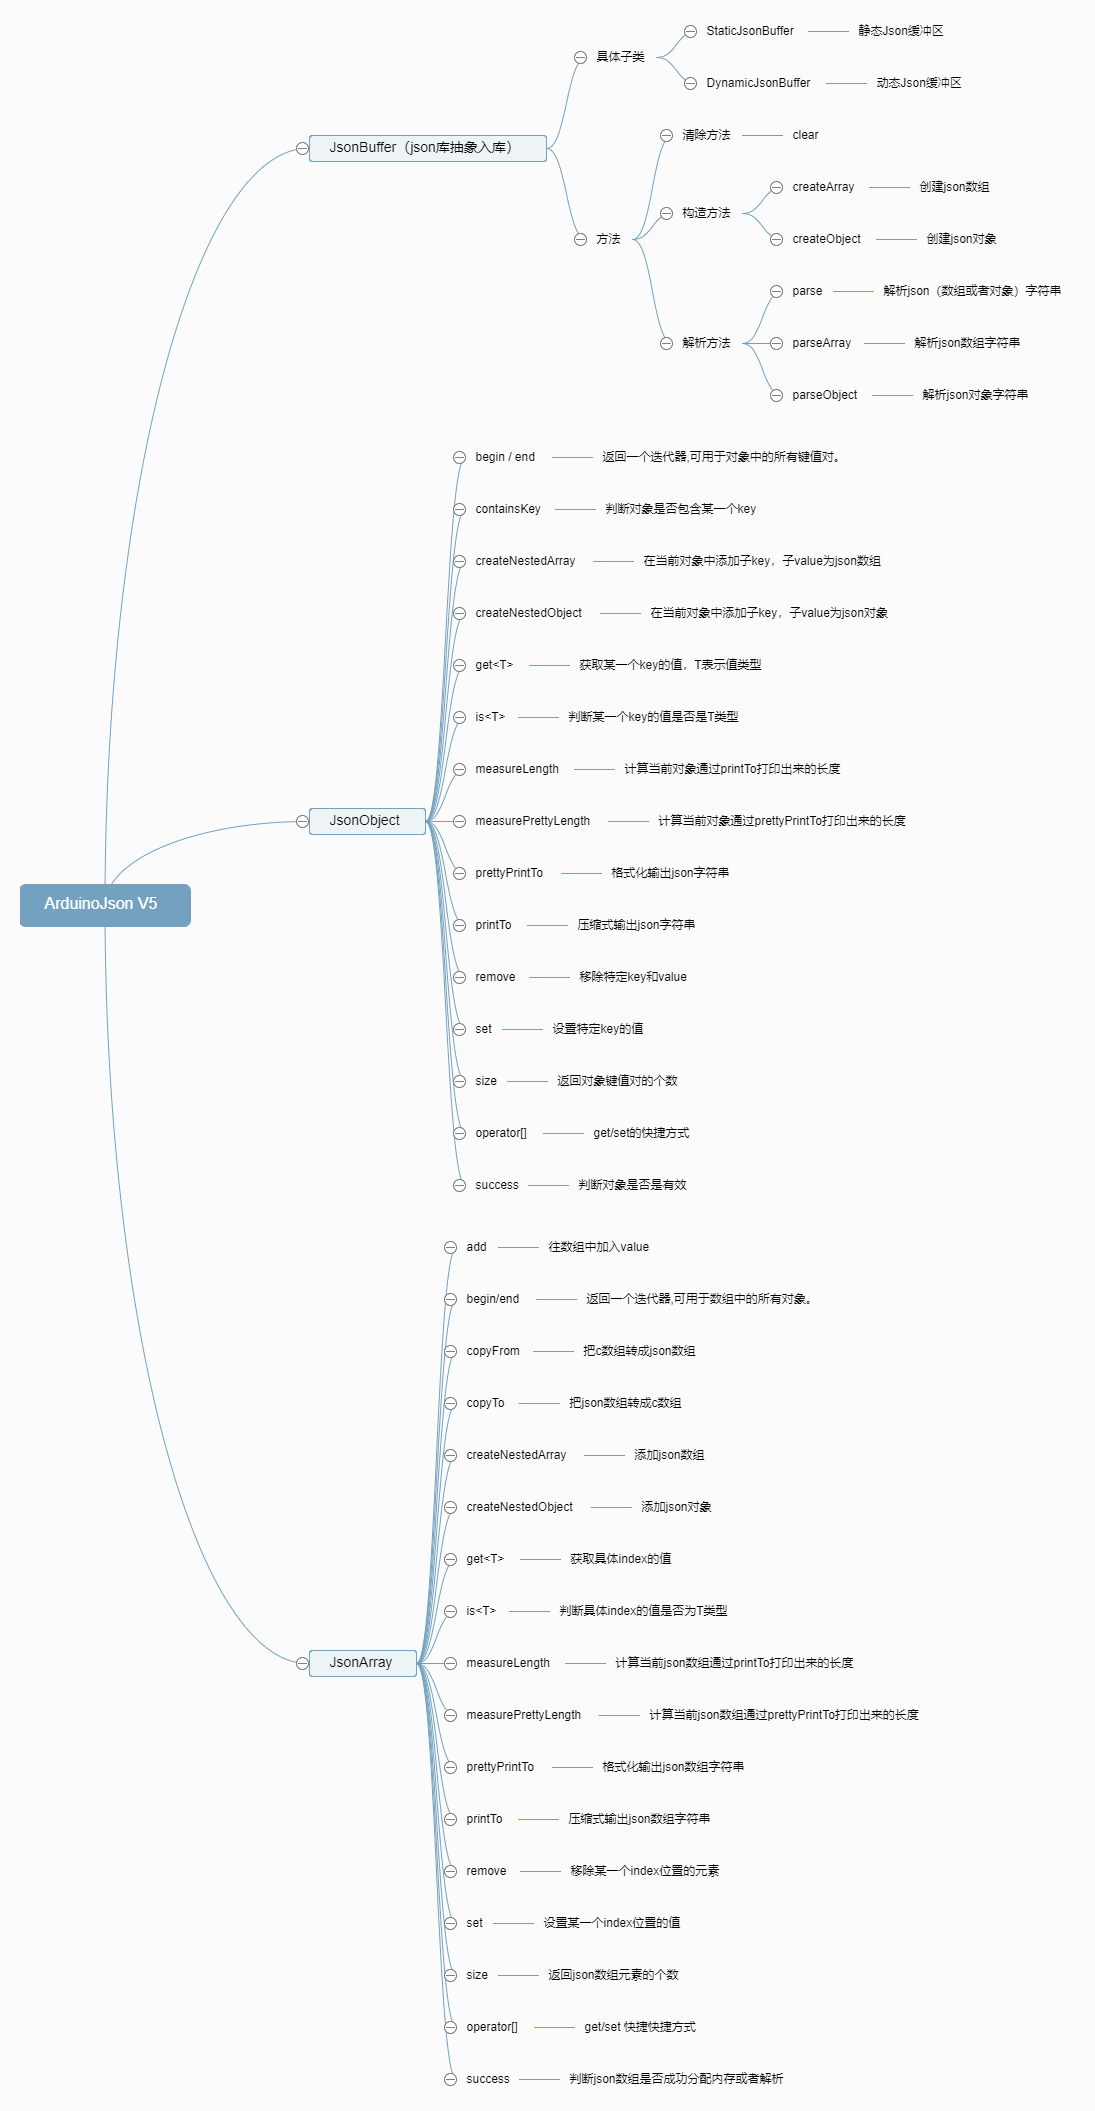 ArduinoJson V5
JsonBuffer（json库抽象入库）
具体子类
StaticJsonBuffer
静态Json缓冲区
DynamicJsonBuffer
动态Json缓冲区
方法
清除方法
clear
构造方法
createArray
创建json数组
createObject
创建json对象
解析方法
parse
解析json（数组或者对象）字符串
parseArray
解析json数组字符串
parseObject
解析json对象字符串
JsonObject
begin / end
返回一个迭代器,可用于对象中的所有键值对。
containsKey
判断对象是否包含某一个key
createNestedArray
在当前对象中添加子key，子value为json数组
createNestedObject
在当前对象中添加子key，子value为json对象
get<T>
获取某一个key的值，T表示值类型
is<T>
判断某一个key的值是否是T类型
measureLength
计算当前对象通过printTo打印出来的长度
measurePrettyLength
计算当前对象通过prettyPrintTo打印出来的长度
prettyPrintTo
格式化输出json字符串
printTo
压缩式输出json字符串
remove
移除特定key和value
set
设置特定key的值
size
返回对象键值对的个数
operator[]
get/set的快捷方式
success
判断对象是否是有效
JsonArray
add
往数组中加入value
begin/end
返回一个迭代器,可用于数组中的所有对象。
copyFrom
把c数组转成json数组
copyTo
把json数组转成c数组
createNestedArray
添加json数组
createNestedObject
添加json对象
get<T>
获取具体index的值
is<T>
判断具体index的值是否为T类型
measureLength
计算当前json数组通过printTo打印出来的长度
measurePrettyLength
计算当前json数组通过prettyPrintTo打印出来的长度
prettyPrintTo
格式化输出json数组字符串
printTo
压缩式输出json数组字符串
remove
移除某一个index位置的元素
set
设置某一个index位置的值
size
返回json数组元素的个数
operator[]
get/set 快捷快捷方式
success
判断json数组是否成功分配内存或者解析